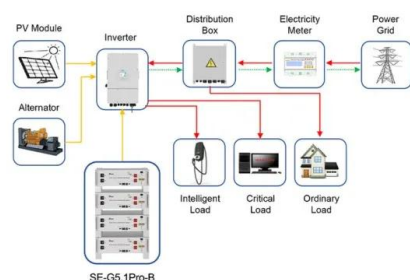 PV Module
Inverter
Distribution
Box
Electricity
Meter
Power
Grid
Alternator
Intelligent
Load
Critical
Load
Ordinary
Load
SE-G5.1Pro-B